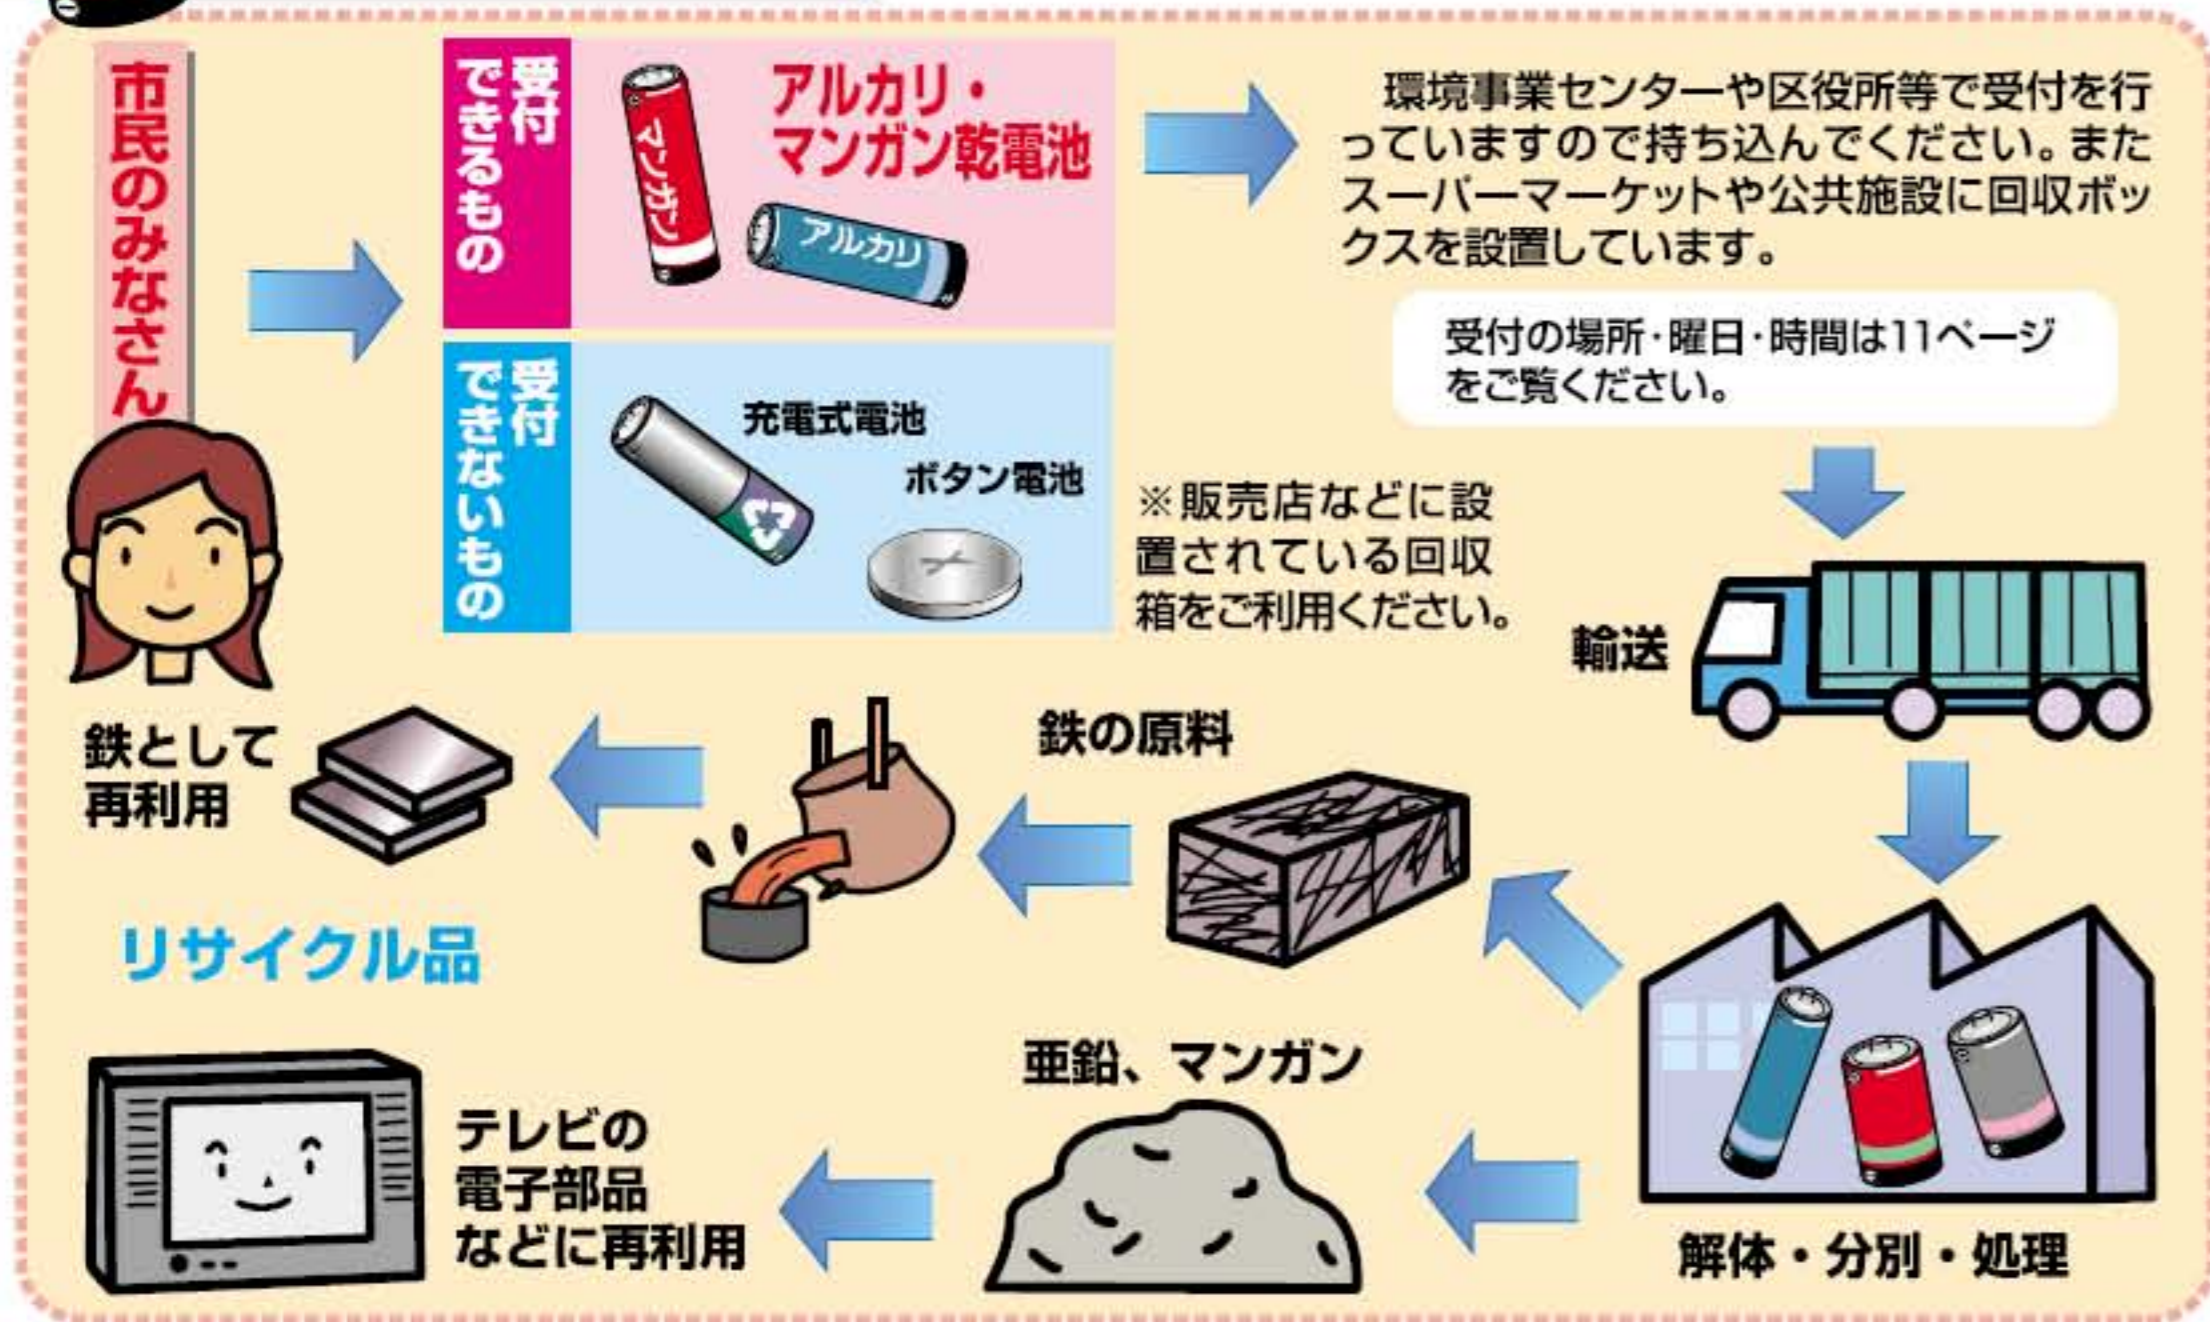 市民のみなさん
受付
できるもの
マンガン
アルカリ
アルカリ・
マンガン乾電池
環境事業センターや区役所等で受付を行
っていますので持ち込んでください。また
スーパーマーケットや公共施設に回収ボッ
クスを設置しています。
受付の場所・曜日・時間は11ページ
をご覧ください。
受付
できないもの
充電式電池
ボタン電池
※販売店などに設
置されている回収
箱をご利用ください。
輸送
解体・分別・処理
鉄の原料
鉄として
再利用
リサイクル品
亜鉛、マンガン
テレビの
電子部品
などに再利用